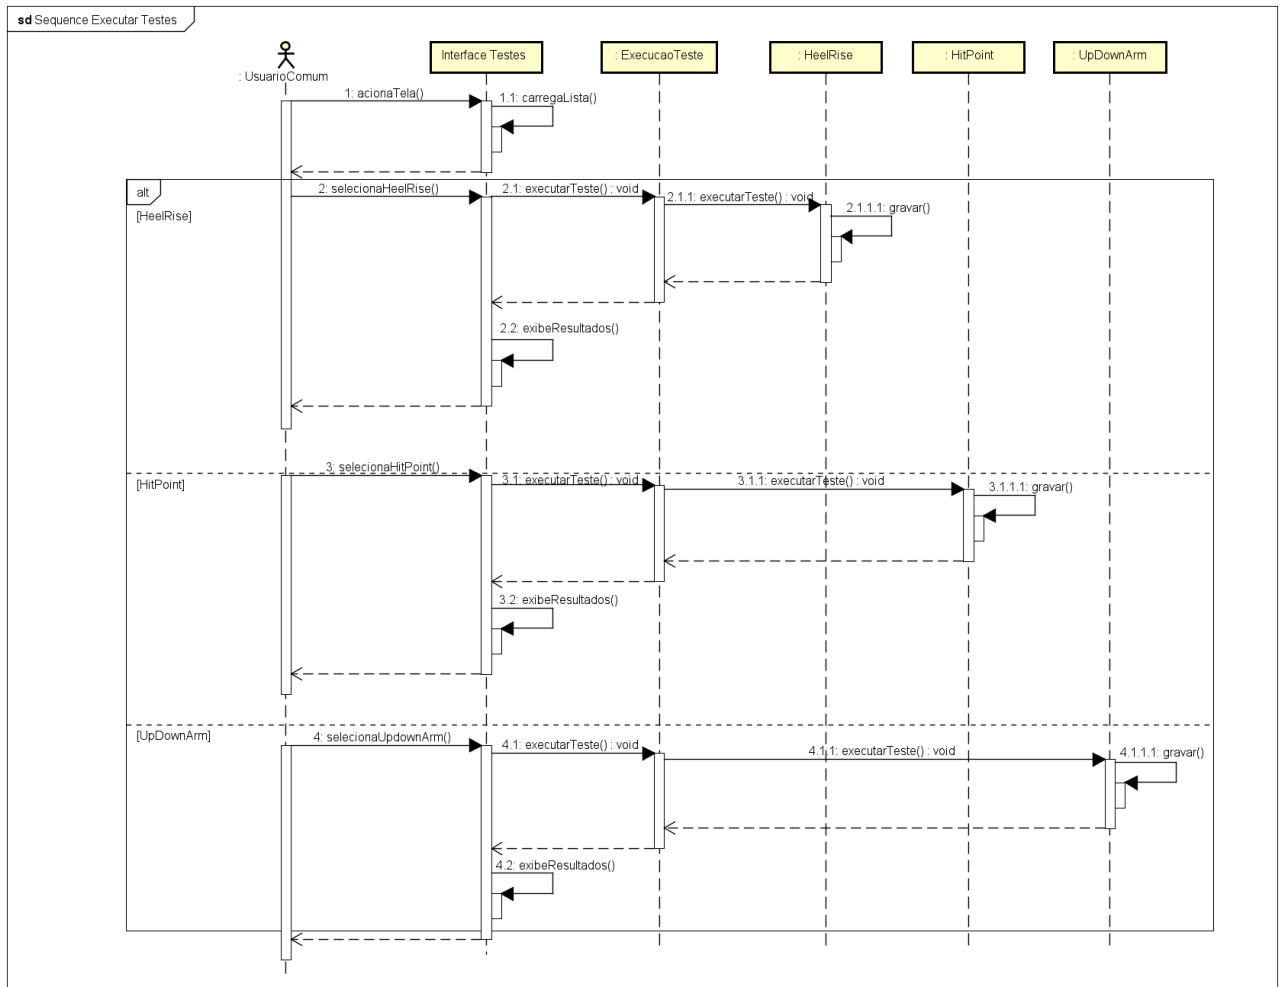 sd Sequence Executar Testes
: UsuarioComum
Interface Testes
: ExecucaoTeste
: HeelRise
: HitPoint
: UpDownArm
1: acionaTela()
1.1: carregaLista()
alt
[HeelRise]
2: selecionaHeelRise()
2.1: executarTeste() : void
2.1.1: executarTeste() : void
2.1.1.1: gravar()
2.2: exibeResultados()
[HitPoint]
3: selecionaHitPoint()
3.1: executarTeste() : void
3.1.1: executarTeste() : void
3.1.1.1: gravar()
3.2: exibeResultados()
[UpDownArm]
4: selecionaUpdownArm()
4.1: executarTeste() : void
4.1.1: executarTeste() : void
4.1.1.1: gravar()
4.2: exibeResultados()